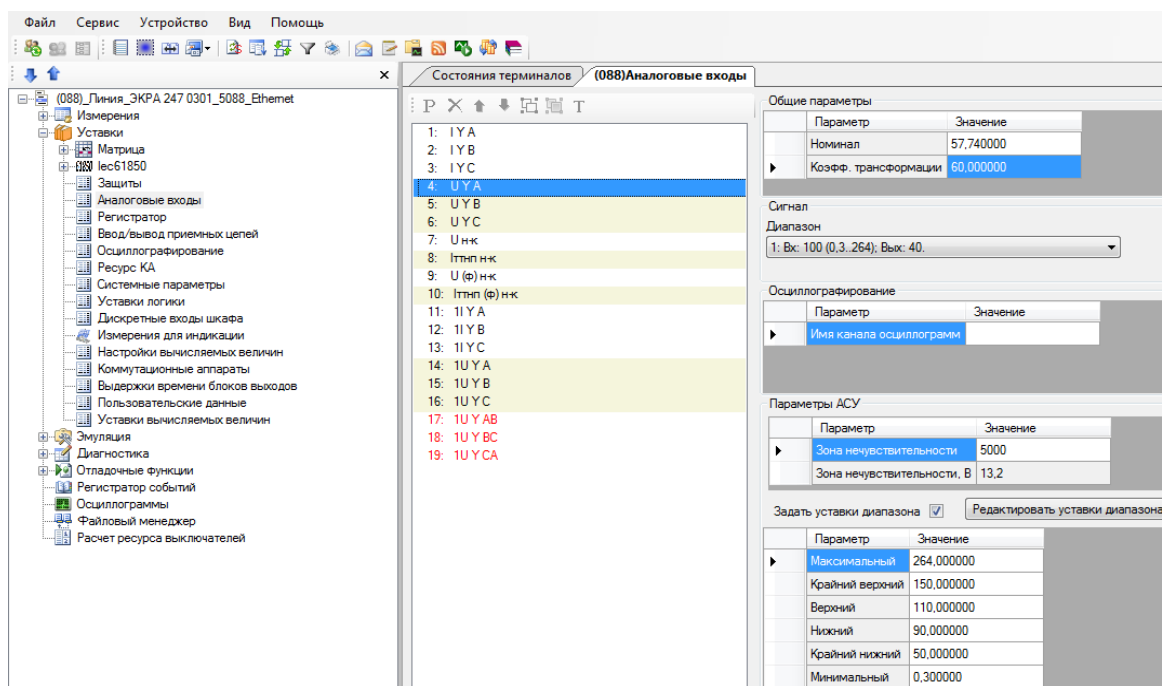 Файл Сервис Устройство Вид Помощь
Состояния терминалов (088)Аналоговые входы
(088)_Линия_ЭКРА 247 0301_5088_Ethernet
Измерения
Уставки
Матрица
iec61850
Защиты
Аналоговые входы
Регистратор
Ввод/вывод приемных цепей
Осциллографирование
Ресурс КА
Системные параметры
Уставки логики
Дискретные входы шкафа
Измерения для индикации
Настройки вычисляемых величин
Коммутационные аппараты
Выдержки времени блоков выходов
Пользовательские данные
Уставки вычисляемых величин
Эмуляция
Диагностика
Отладочные функции
Регистратор событий
Осциллограммы
Файловый менеджер
Расчет ресурса выключателей
P T
1: I Y A
2: I Y B
3: I Y C
4: U Y A
5: U Y B
6: U Y C
7: U н-к
8: Iттнп н-к
9: U (ф) н-к
10: Iттнп (ф) н-к
11: 1I Y A
12: 1I Y B
13: 1I Y C
14: 1U Y A
15: 1U Y B
16: 1U Y C
17: 1U Y AB
18: 1U Y BC
19: 1U Y CA
Общие параметры
Параметр Значение
Номинал 57,740000
Коэфф. трансформации 60,000000
Сигнал
Диапазон
1: Вх: 100 (0,3..264); Вых: 40.
Осциллографирование
Параметр Значение
Имя канала осциллограмм
Параметры АСУ
Параметр Значение
Зона нечувствительности 5000
Зона нечувствительности, В 13,2
Задать уставки диапазона Редактировать уставки диапазона
Параметр Значение
Максимальный 264,000000
Крайний верхний 150,000000
Верхний 110,000000
Нижний 90,000000
Крайний нижний 50,000000
Минимальный 0,300000